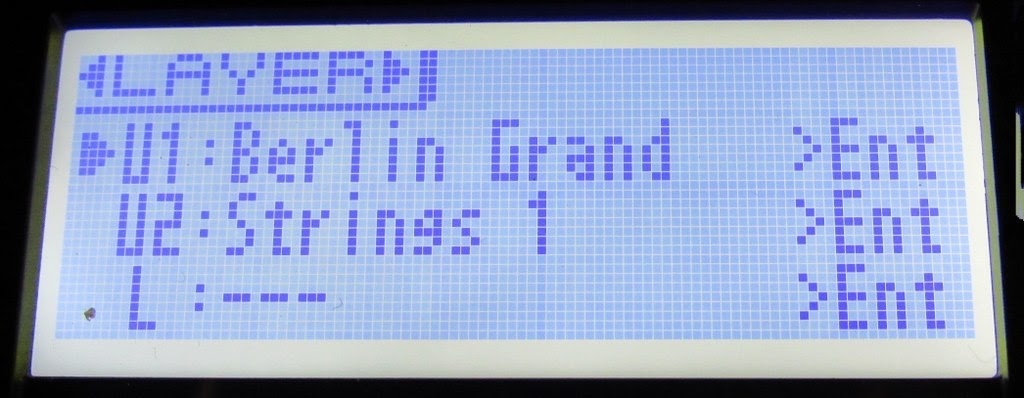 ◀LAYER▶
▶U1:Berlin Grand >Ent
U2:Strings 1 >Ent
L :--- >Ent